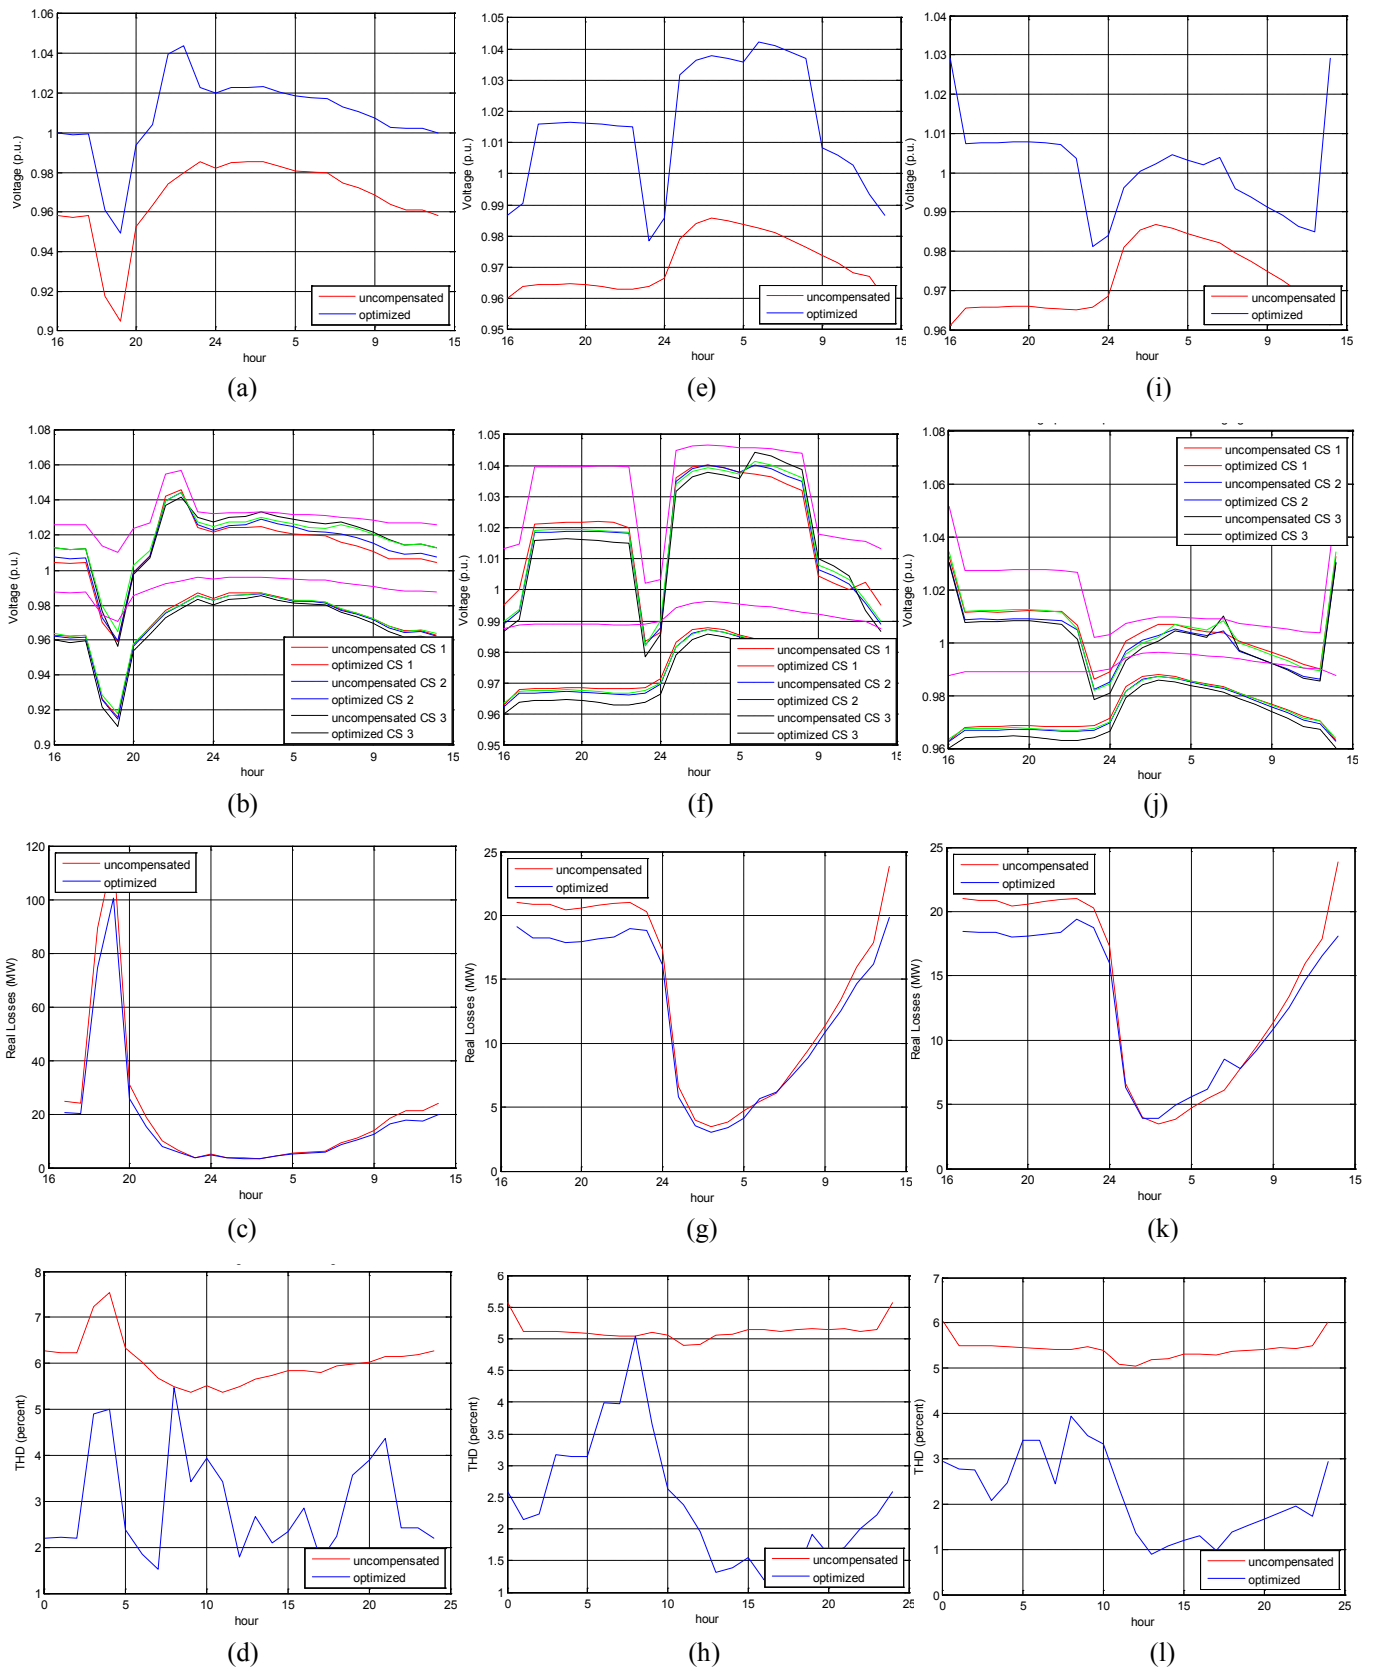 1.06
1.04
1.02
1
0.98
0.96
0.94
0.92
0.9
Voltage (p.u.)
16 20 24 5 9 15
hour
uncompensated
optimized
(a)
1.05
1.04
1.03
1.02
1.01
1
0.99
0.98
0.97
0.96
0.95
Voltage (p.u.)
16 20 24 5 9 15
hour
uncompensated
optimized
(e)
1.04
1.03
1.02
1.01
1
0.99
0.98
0.97
0.96
Voltage (p.u.)
16 20 24 5 9 15
hour
uncompensated
optimized
(i)
1.08
1.06
1.04
1.02
1
0.98
0.96
0.94
0.92
0.9
Voltage (p.u.)
16 20 24 5 9 15
hour
uncompensated CS 1
optimized CS 1
uncompensated CS 2
optimized CS 2
uncompensated CS 3
optimized CS 3
(b)
1.05
1.04
1.03
1.02
1.01
1
0.99
0.98
0.97
0.96
0.95
Voltage (p.u.)
16 20 24 5 9 15
hour
uncompensated CS 1
optimized CS 1
uncompensated CS 2
optimized CS 2
uncompensated CS 3
optimized CS 3
(f)
1.08
1.06
1.04
1.02
1
0.98
0.96
Voltage (p.u.)
16 20 24 5 9 15
hour
uncompensated CS 1
optimized CS 1
uncompensated CS 2
optimized CS 2
uncompensated CS 3
optimized CS 3
(j)
120
100
80
60
40
20
0
Real Losses (MW)
16 20 24 5 9 15
hour
uncompensated
optimized
(c)
25
20
15
10
5
0
Real Losses (MW)
16 20 24 5 9 15
hour
uncompensated
optimized
(g)
25
20
15
10
5
0
Real Losses (MW)
16 20 24 5 9 15
hour
uncompensated
optimized
(k)
8
7
6
5
4
3
2
1
THD (percent)
0 5 10 15 20 25
hour
uncompensated
optimized
(d)
6
5.5
5
4.5
4
3.5
3
2.5
2
1.5
1
THD (percent)
0 5 10 15 20 25
hour
uncompensated
optimized
(h)
7
6
5
4
3
2
1
0
THD (percent)
0 5 10 15 20 25
hour
uncompensated
optimized
(l)